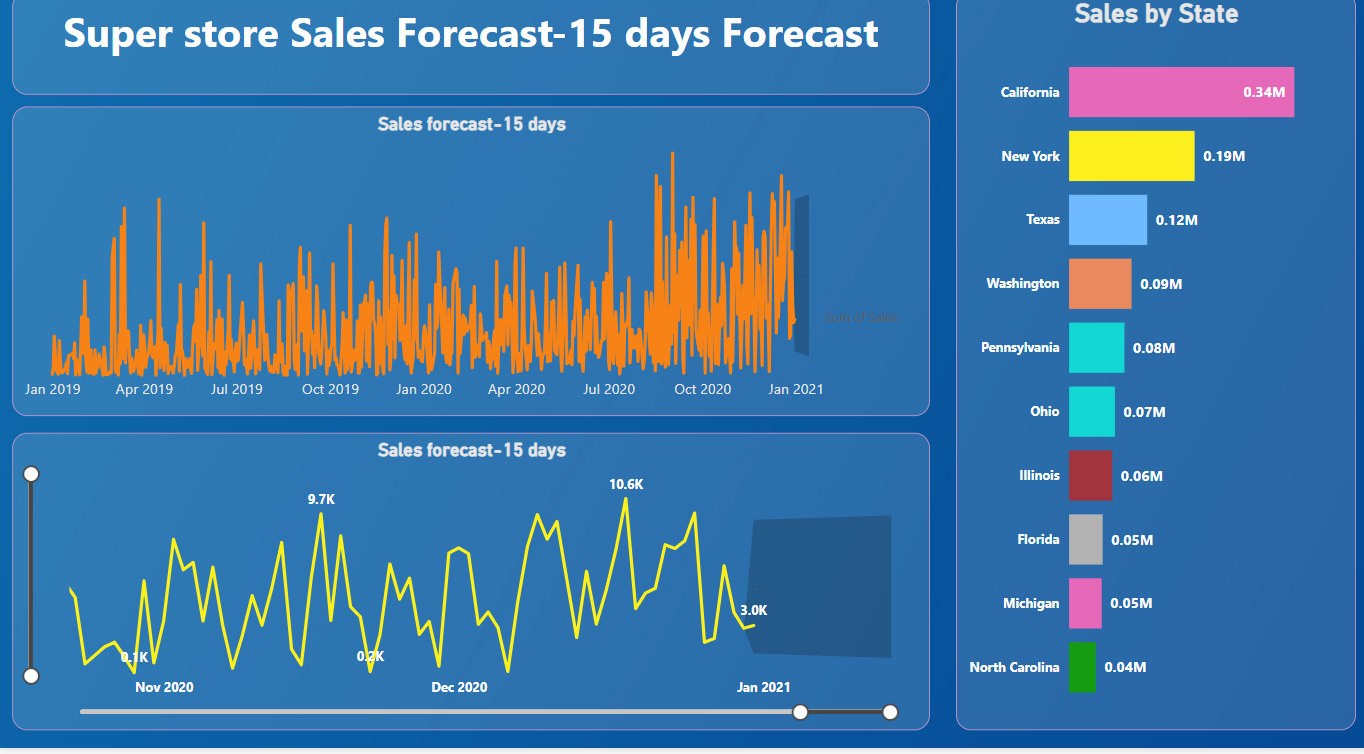 Super store Sales Forecast-15 days Forecast
Sales forecast-15 days
Jan 2019 Apr 2019 Jul 2019 Oct 2019 Jan 2020 Apr 2020 Jul 2020 Oct 2020 Jan 2021
Sales forecast-15 days
10.6K
9.7K
3.0K
0.1K 0.2K
Nov 2020 Dec 2020 Jan 2021
Sales by State
California 0.34M
New York 0.19M
Texas 0.12M
Washington 0.09M
Pennsylvania 0.08M
Ohio 0.07M
Illinois 0.06M
Florida 0.05M
Michigan 0.05M
North Carolina 0.04M